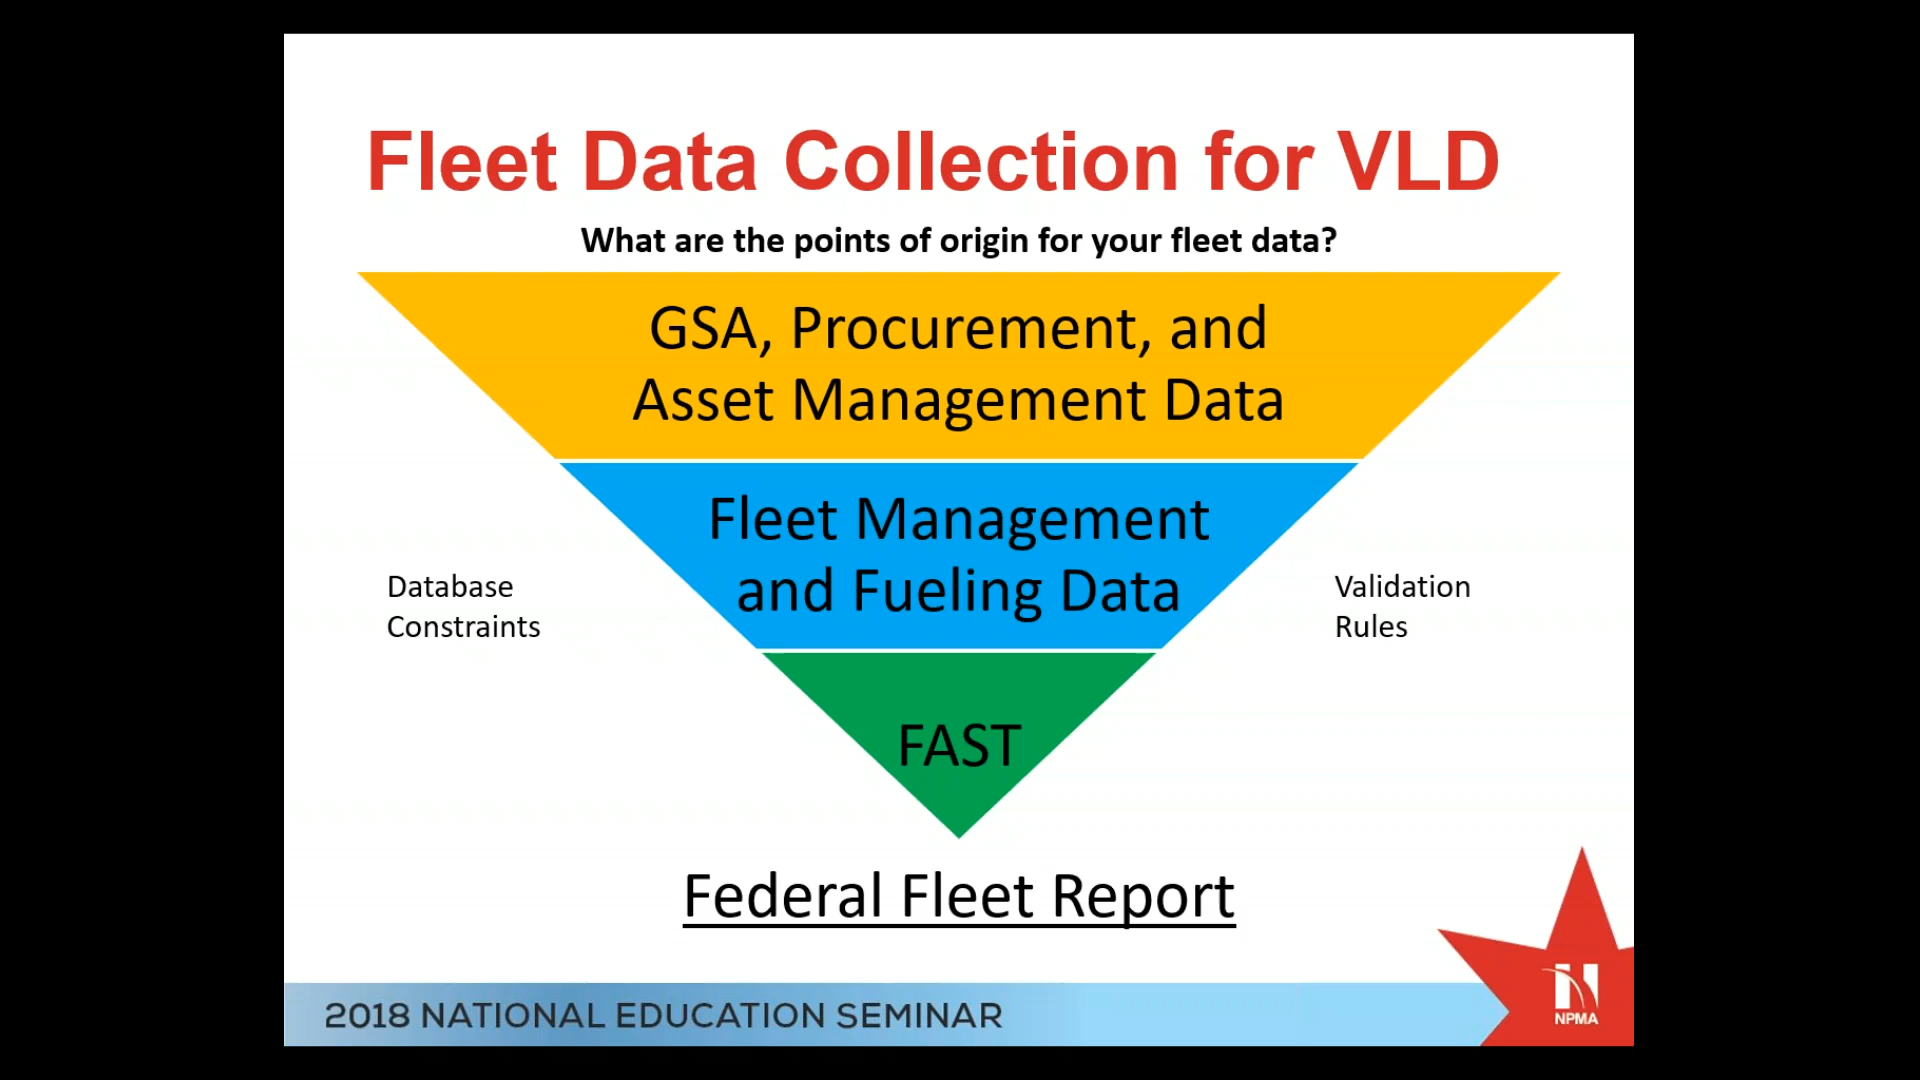 Fleet Data Collection for VLD
What are the points of origin for your fleet data?
GSA, Procurement, and
Asset Management Data
Fleet Management
and Fueling Data
Database
Constraints
Validation
Rules
FAST
Federal Fleet Report
2018 NATIONAL EDUCATION SEMINAR
N
NPMA